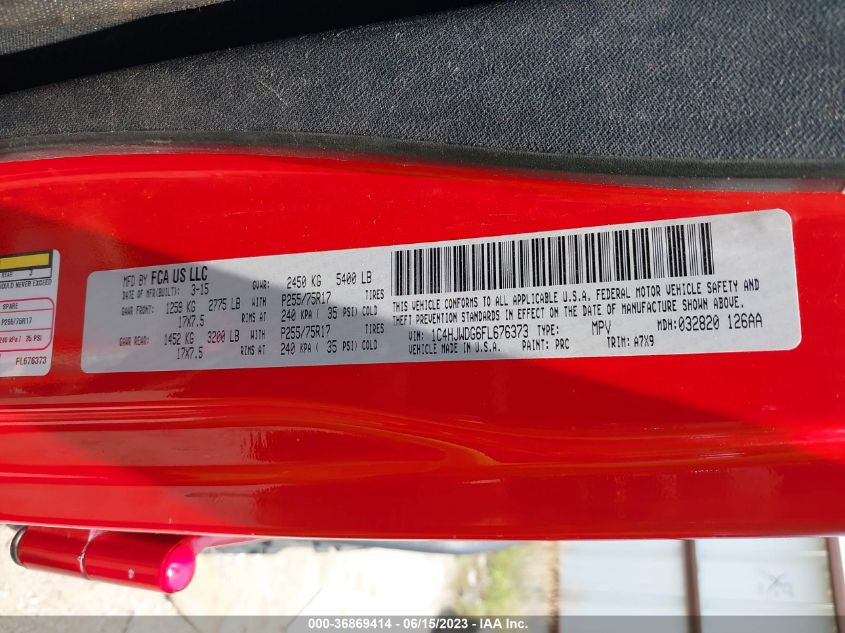 STAR 2
OULD NEVER EXCEED
SPARE
P255/75R17
240 kPa / 35 PSI
FL676373
MFD BY FCA US LLC
DATE OF MFR(BUILT): 3-15
GVWR: 2450 KG 5400 LB
GAWR FRONT: 1259 KG 2775 LB WITH P255/75R17 TIRES
17X7.5 RIMS AT 240 KPA ( 35 PSI) COLD
GAWR REAR: 1452 KG 3200 LB WITH P255/75R17 TIRES
17X7.5 RIMS AT 240 KPA ( 35 PSI) COLD
THIS VEHICLE CONFORMS TO ALL APPLICABLE U.S.A. FEDERAL MOTOR VEHICLE SAFETY AND
THEFT PREVENTION STANDARDS IN EFFECT ON THE DATE OF MANUFACTURE SHOWN ABOVE.
VIN: 1C4HJWDG6FL676373 TYPE: MPV MDH:032820 126AA
VEHICLE MADE IN U.S.A. PAINT: PRC TRIM: A7X9
000-36869414 - 06/15/2023 - IAA Inc.